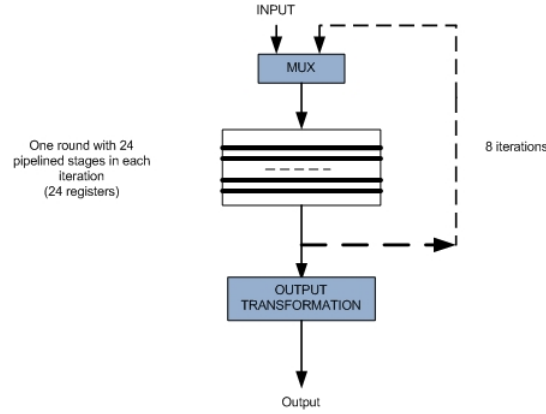 INPUT
MUX
One round with 24
pipelined stages in each
iteration
(24 registers)
8 iterations
OUTPUT
TRANSFORMATION
Output